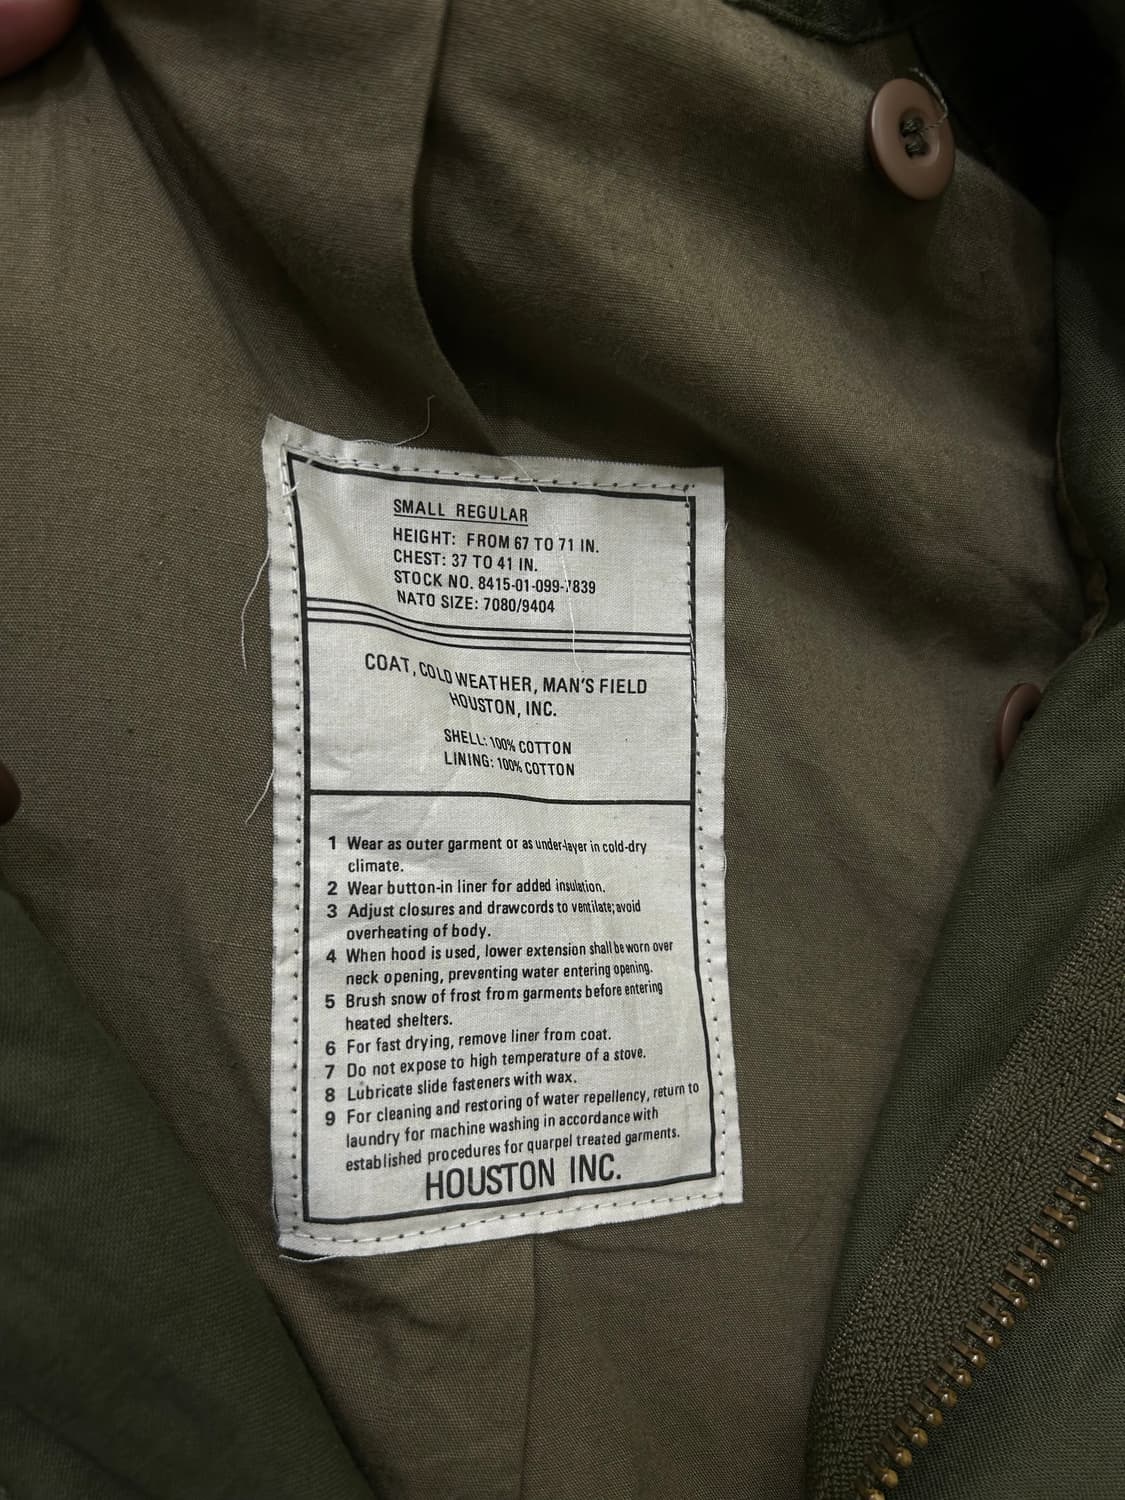 SMALL REGULAR
HEIGHT: FROM 67 TO 71 IN.
CHEST: 37 TO 41 IN.
STOCK NO. 8415-01-099-7839
NATO SIZE: 7080/9404
COAT, COLD WEATHER, MAN'S FIELD
HOUSTON, INC.
SHELL: 100% COTTON
LINING: 100% COTTON
1 Wear as outer garment or as under-layer in cold-dry
climate.
2 Wear button-in liner for added insulation.
3 Adjust closures and drawcords to ventilate; avoid
overheating of body.
4 When hood is used, lower extension shall be worn over
neck opening, preventing water entering opening.
5 Brush snow of frost from garments before entering
heated shelters.
6 For fast drying, remove liner from coat.
7 Do not expose to high temperature of a stove.
8 Lubricate slide fasteners with wax.
9 For cleaning and restoring of water repellency, return to
laundry for machine washing in accordance with
established procedures for quarpel treated garments.
HOUSTON INC.